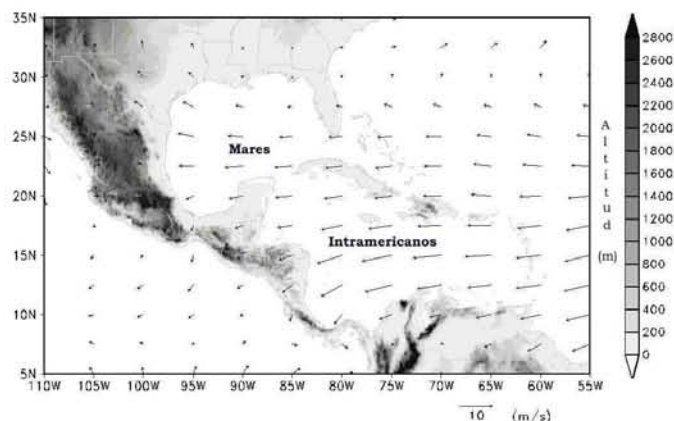 35N
30N
25N
20N
15N
10N
5N
110W 105W 100W 95W 90W 85W 80W 75W 70W 65W 60W 55W
Mares
Intramericanos
10 (m/s)
2800
2600
2400
2200
2000
1800
1600
1400
1200
1000
800
600
400
200
0
A
l
t
i
t
u
d
(m)